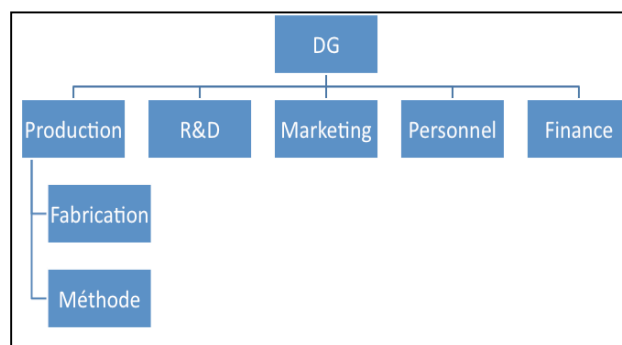 DG
Production
R&D
Marketing
Personnel
Finance
Fabrication
Méthode